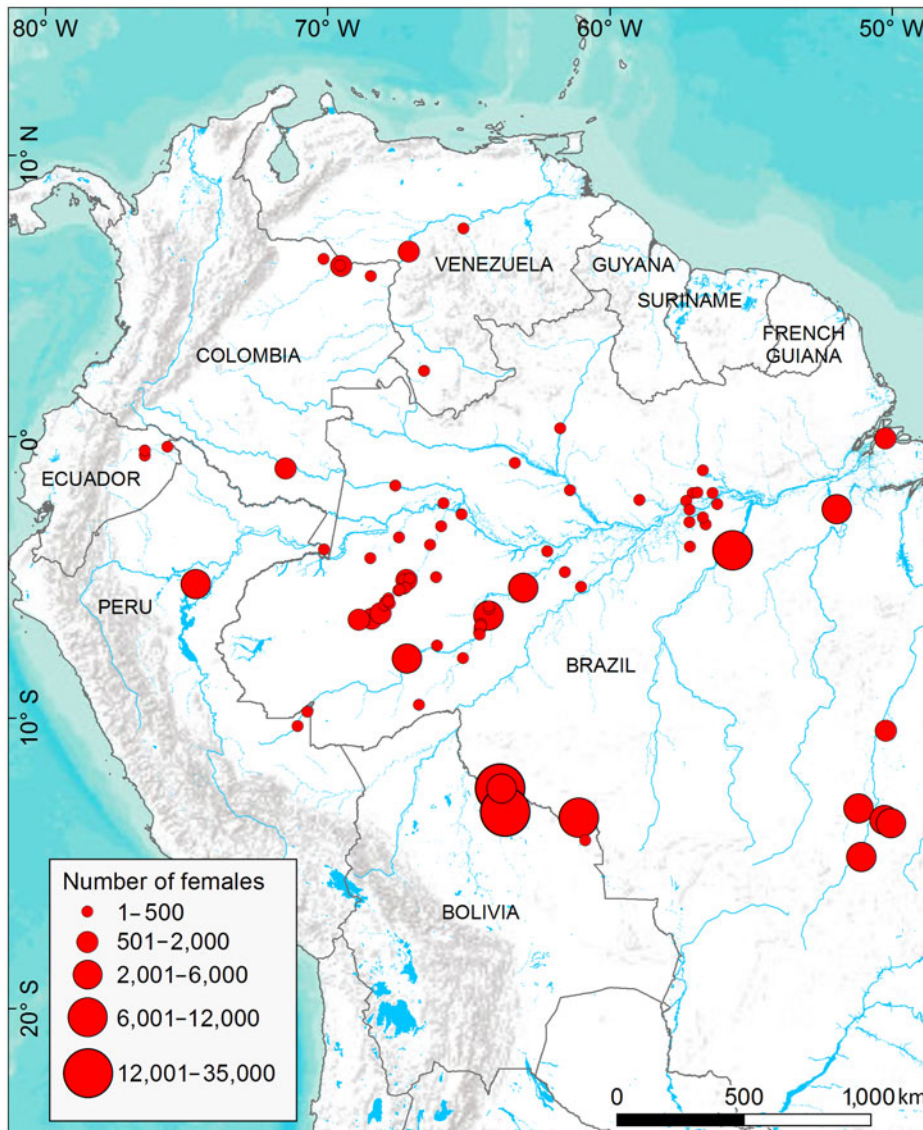 80° W
70° W
60° W
50° W
10° N
0°
10° S
20° S
VENEZUELA
GUYANA
SURINAME
FRENCH
GUIANA
COLOMBIA
ECUADOR
PERU
BRAZIL
BOLIVIA
Number of females
1–500
501–2,000
2,001–6,000
6,001–12,000
12,001–35,000
0 500 1,000 km